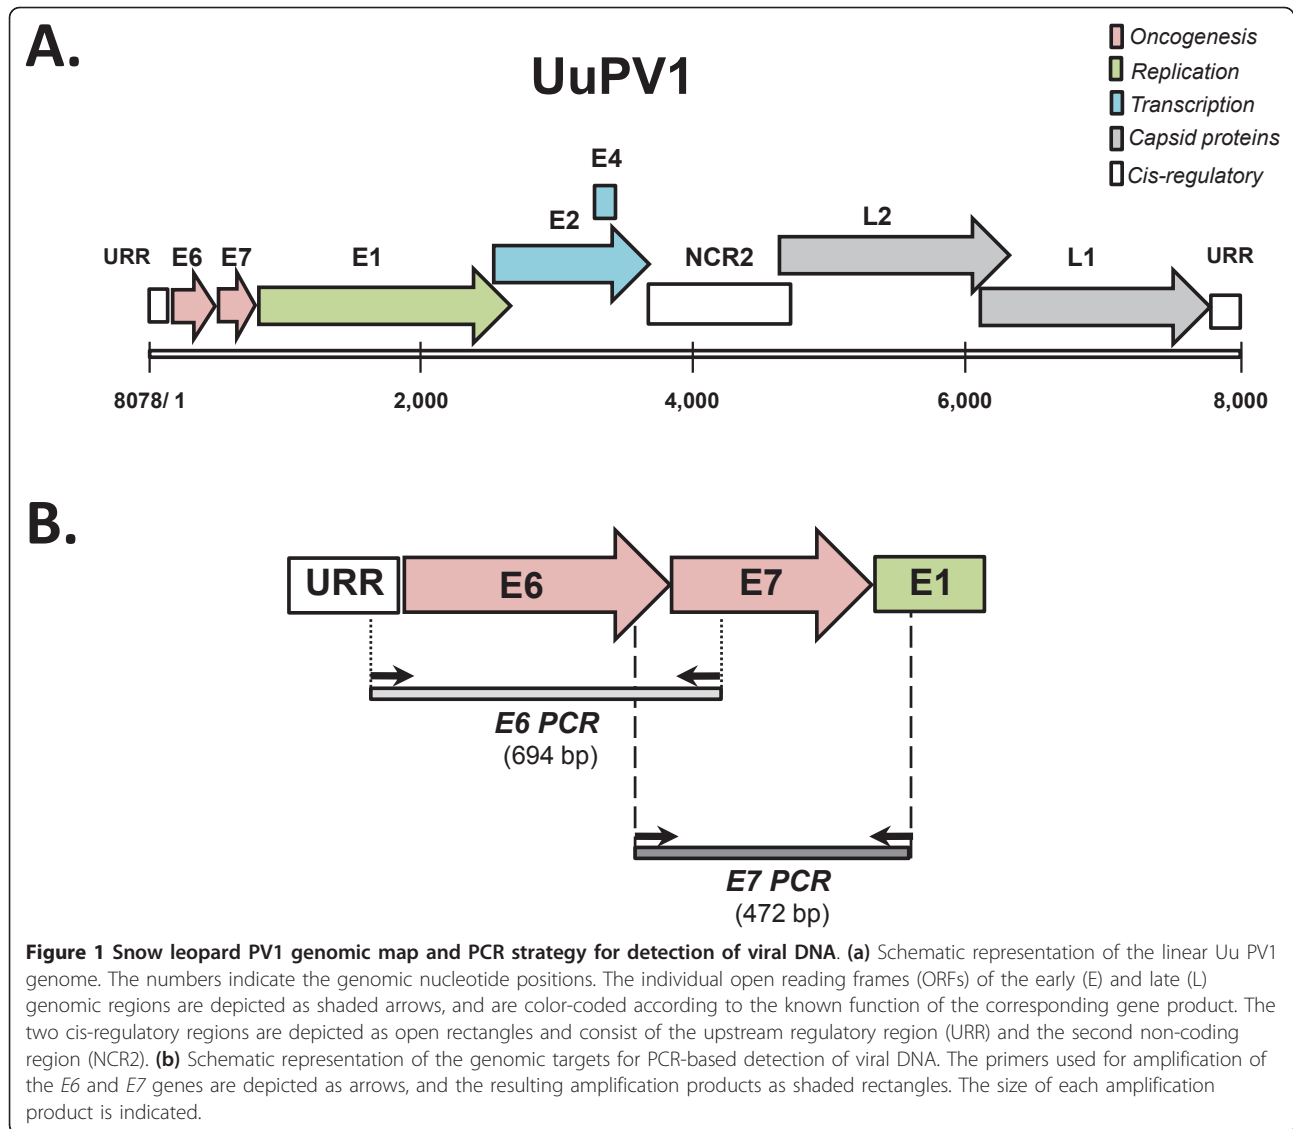 A.
UuPV1
Oncogenesis
Replication
Transcription
Capsid proteins
Cis-regulatory
E4
E2
L2
URR
E6
E7
E1
NCR2
L1
URR
8078/ 1
2,000
4,000
6,000
8,000
B.
URR
E6
E7
E1
E6 PCR
(694 bp)
E7 PCR
(472 bp)
Figure 1 Snow leopard PV1 genomic map and PCR strategy for detection of viral DNA. (a) Schematic representation of the linear Uu PV1
genome. The numbers indicate the genomic nucleotide positions. The individual open reading frames (ORFs) of the early (E) and late (L)
genomic regions are depicted as shaded arrows, and are color-coded according to the known function of the corresponding gene product. The
two cis-regulatory regions are depicted as open rectangles and consist of the upstream regulatory region (URR) and the second non-coding
region (NCR2). (b) Schematic representation of the genomic targets for PCR-based detection of viral DNA. The primers used for amplification of
the E6 and E7 genes are depicted as arrows, and the resulting amplification products as shaded rectangles. The size of each amplification
product is indicated.